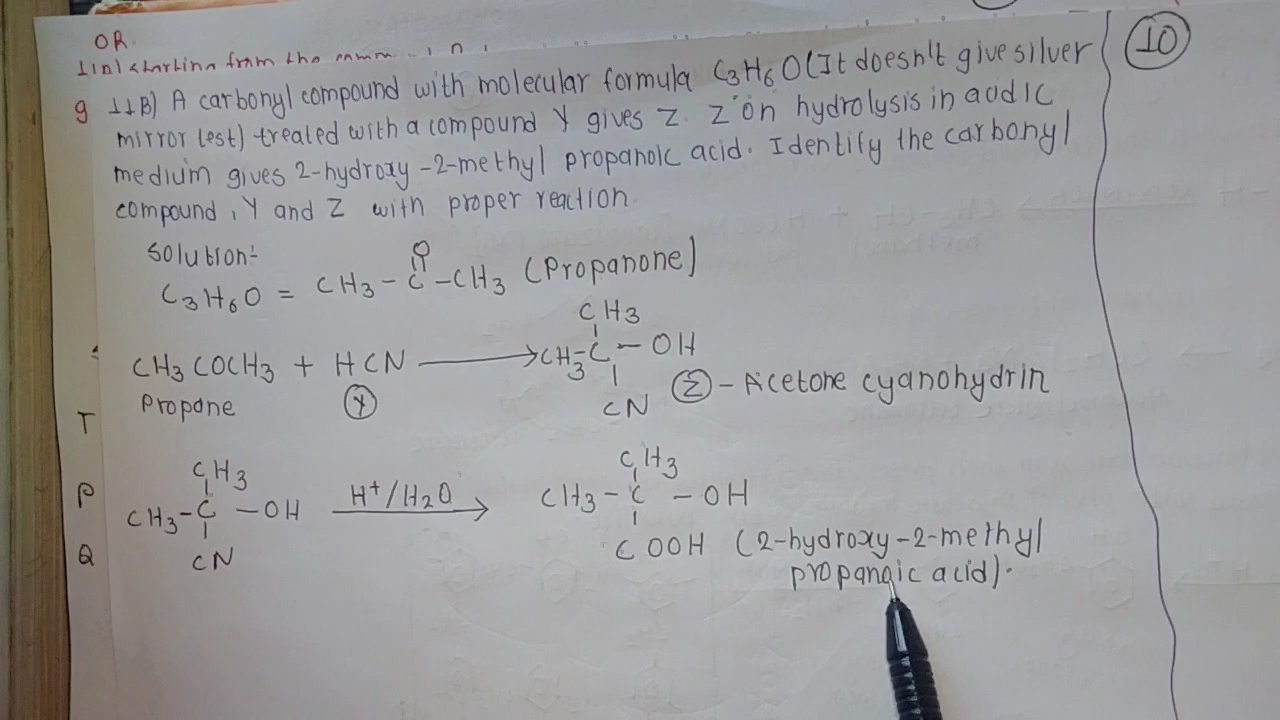 OR
11B) A carbonyl compound with molecular formula C3H6O (It doesn't give silver
10
g
mirror test) treated with a compound Y gives Z. Z on hydrolysis in acidic
medium gives 2-hydroxy-2-methyl propanoic acid. Identify the carbonyl
compound, Y and Z with proper reaction.
Solution:-
C3H6O = CH3-C-CH3 (Propanone)
O
CH3
CH3COCH3 + HCN ⟶ CH3-C-OH
CN
Propane
Y
Z - Acetone cyanohydrin
T
P
Q
CH3
CH3-C-OH
CN
H+/H2O
CH3
CH3-C-OH
COOH (2-hydroxy-2-methyl
propanoic acid).